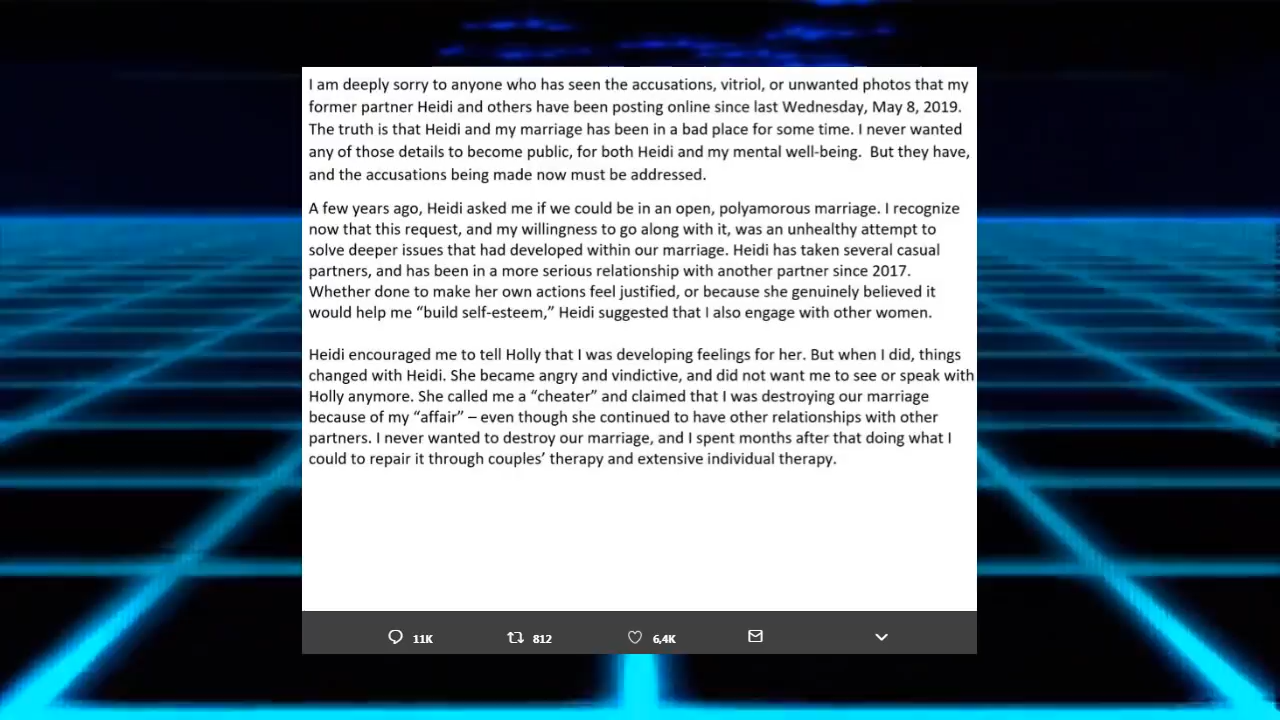 I am deeply sorry to anyone who has seen the accusations, vitriol, or unwanted photos that my
former partner Heidi and others have been posting online since last Wednesday, May 8, 2019.
The truth is that Heidi and my marriage has been in a bad place for some time. I never wanted
any of those details to become public, for both Heidi and my mental well-being.  But they have,
and the accusations being made now must be addressed.
A few years ago, Heidi asked me if we could be in an open, polyamorous marriage. I recognize
now that this request, and my willingness to go along with it, was an unhealthy attempt to
solve deeper issues that had developed within our marriage. Heidi has taken several casual
partners, and has been in a more serious relationship with another partner since 2017.
Whether done to make her own actions feel justified, or because she genuinely believed it
would help me “build self-esteem,” Heidi suggested that I also engage with other women.
Heidi encouraged me to tell Holly that I was developing feelings for her. But when I did, things
changed with Heidi. She became angry and vindictive, and did not want me to see or speak with
Holly anymore. She called me a “cheater” and claimed that I was destroying our marriage
because of my “affair” – even though she continued to have other relationships with other
partners. I never wanted to destroy our marriage, and I spent months after that doing what I
could to repair it through couples’ therapy and extensive individual therapy.
11K 812 6,4K